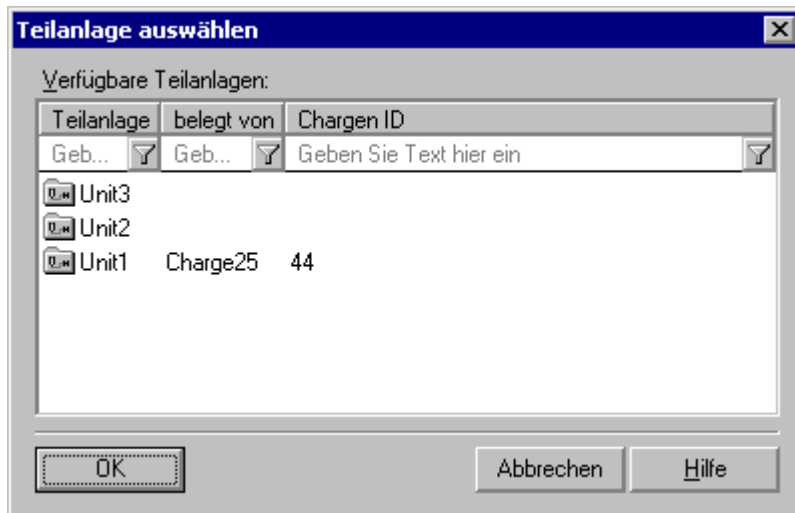 Teilanlage auswählen
Verfügbare Teilanlagen:
Teilanlage belegt von Chargen ID
Geb... Geb... Geben Sie Text hier ein
Unit3
Unit2
Unit1 Charge25 44
OK Abbrechen Hilfe